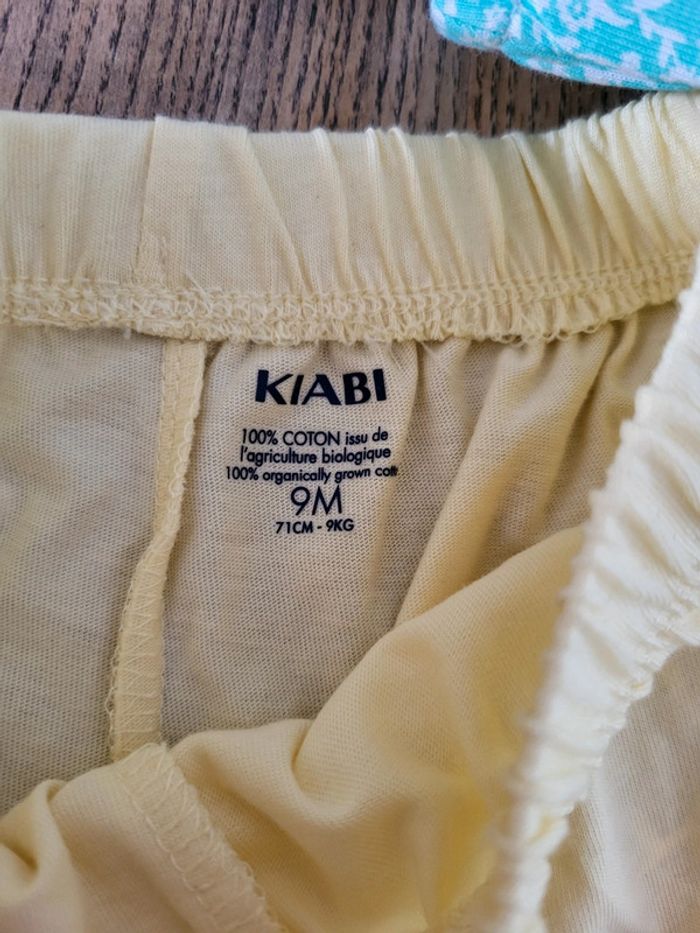 KIABI
100% COTON issu de
l'agriculture biologique
100% organically grown cott
9M
71CM - 9KG